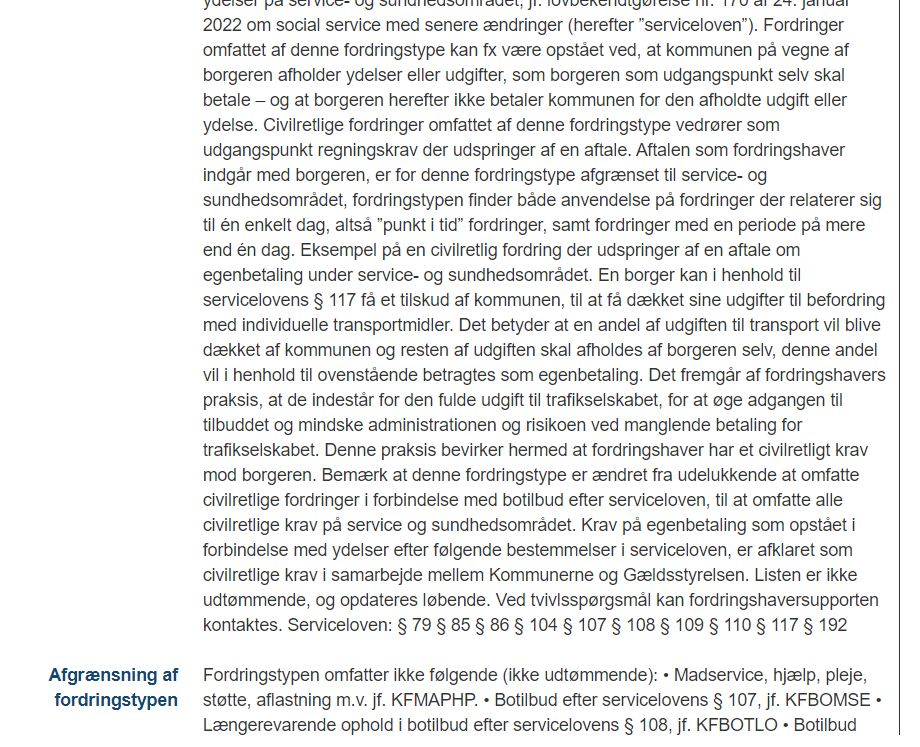 ydelser på service- og sundhedsområdet, jf. lovbekendtgørelse nr. 170 af 24. januar
2022 om social service med senere ændringer (herefter ”serviceloven”). Fordringer
omfattet af denne fordringstype kan fx være opstået ved, at kommunen på vegne af
borgeren afholder ydelser eller udgifter, som borgeren som udgangspunkt selv skal
betale – og at borgeren herefter ikke betaler kommunen for den afholdte udgift eller
ydelse. Civilretlige fordringer omfattet af denne fordringstype vedrører som
udgangspunkt regningskrav der udspringer af en aftale. Aftalen som fordringshaver
indgår med borgeren, er for denne fordringstype afgrænset til service- og
sundhedsområdet, fordringstypen finder både anvendelse på fordringer der relaterer sig
til én enkelt dag, altså ”punkt i tid” fordringer, samt fordringer med en periode på mere
end én dag. Eksempel på en civilretlig fordring der udspringer af en aftale om
egenbetaling under service- og sundhedsområdet. En borger kan i henhold til
servicelovens § 117 få et tilskud af kommunen, til at få dækket sine udgifter til befordring
med individuelle transportmidler. Det betyder at en andel af udgiften til transport vil blive
dækket af kommunen og resten af udgiften skal afholdes af borgeren selv, denne andel
vil i henhold til ovenstående betragtes som egenbetaling. Det fremgår af fordringshavers
praksis, at de indestår for den fulde udgift til trafikselskabet, for at øge adgangen til
tilbuddet og mindske administrationen og risikoen ved manglende betaling for
trafikselskabet. Denne praksis bevirker hermed at fordringshaver har et civilretligt krav
mod borgeren. Bemærk at denne fordringstype er ændret fra udelukkende at omfatte
civilretlige fordringer i forbindelse med botilbud efter serviceloven, til at omfatte alle
civilretlige krav på service og sundhedsområdet. Krav på egenbetaling som opstået i
forbindelse med ydelser efter følgende bestemmelser i serviceloven, er afklaret som
civilretlige krav i samarbejde mellem Kommunerne og Gældsstyrelsen. Listen er ikke
udtømmende, og opdateres løbende. Ved tvivlsspørgsmål kan fordringshaversupporten
kontaktes. Serviceloven: § 79 § 85 § 86 § 104 § 107 § 108 § 109 § 110 § 117 § 192
Afgrænsning af
fordringstypen
Fordringstypen omfatter ikke følgende (ikke udtømmende): • Madservice, hjælp, pleje,
støtte, aflastning m.v. jf. KFMAPHP. • Botilbud efter servicelovens § 107, jf. KFBOMSE •
Længerevarende ophold i botilbud efter servicelovens § 108, jf. KFBOTLO • Botilbud